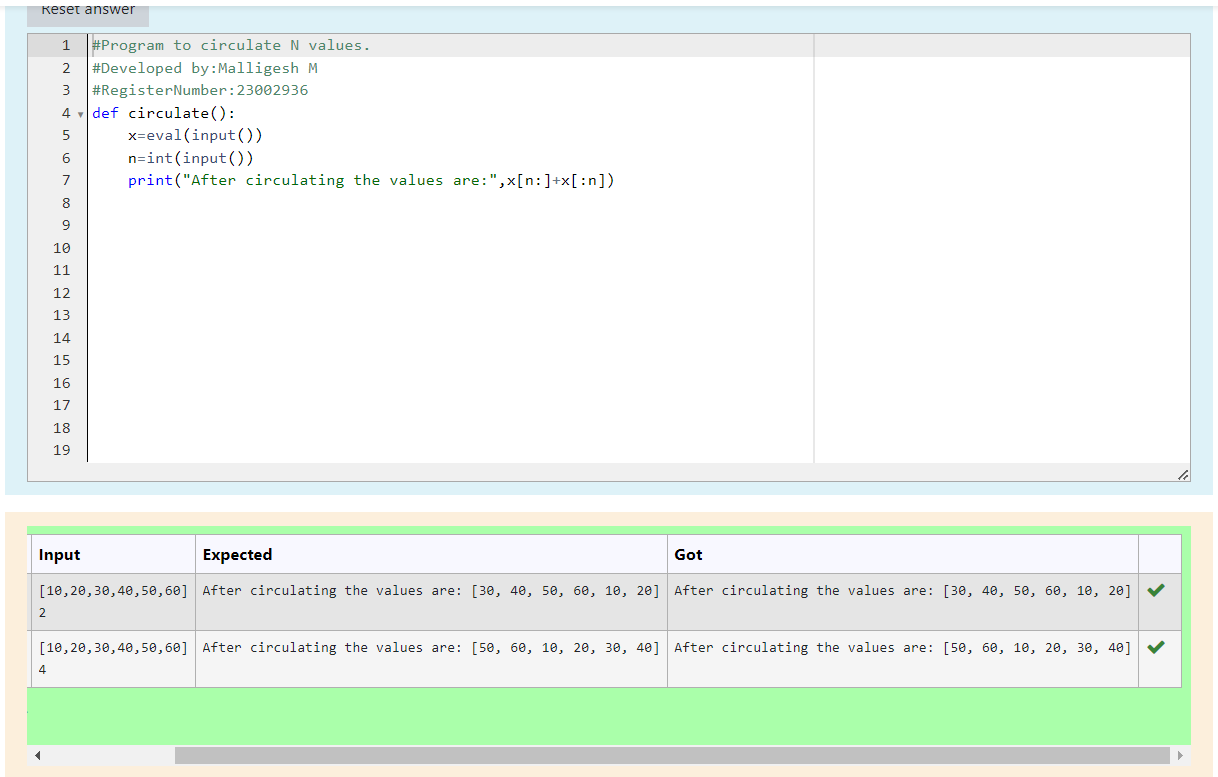 Reset answer
1 #Program to circulate N values.
2 #Developed by:Malligesh M
3 #RegisterNumber:23002936
4 def circulate():
5 x=eval(input())
6 n=int(input())
7 print("After circulating the values are:",x[n:]+x[:n])
8
9
10
11
12
13
14
15
16
17
18
19
Input Expected Got
[10,20,30,40,50,60] After circulating the values are: [30, 40, 50, 60, 10, 20] After circulating the values are: [30, 40, 50, 60, 10, 20]
2
[10,20,30,40,50,60] After circulating the values are: [50, 60, 10, 20, 30, 40] After circulating the values are: [50, 60, 10, 20, 30, 40]
4